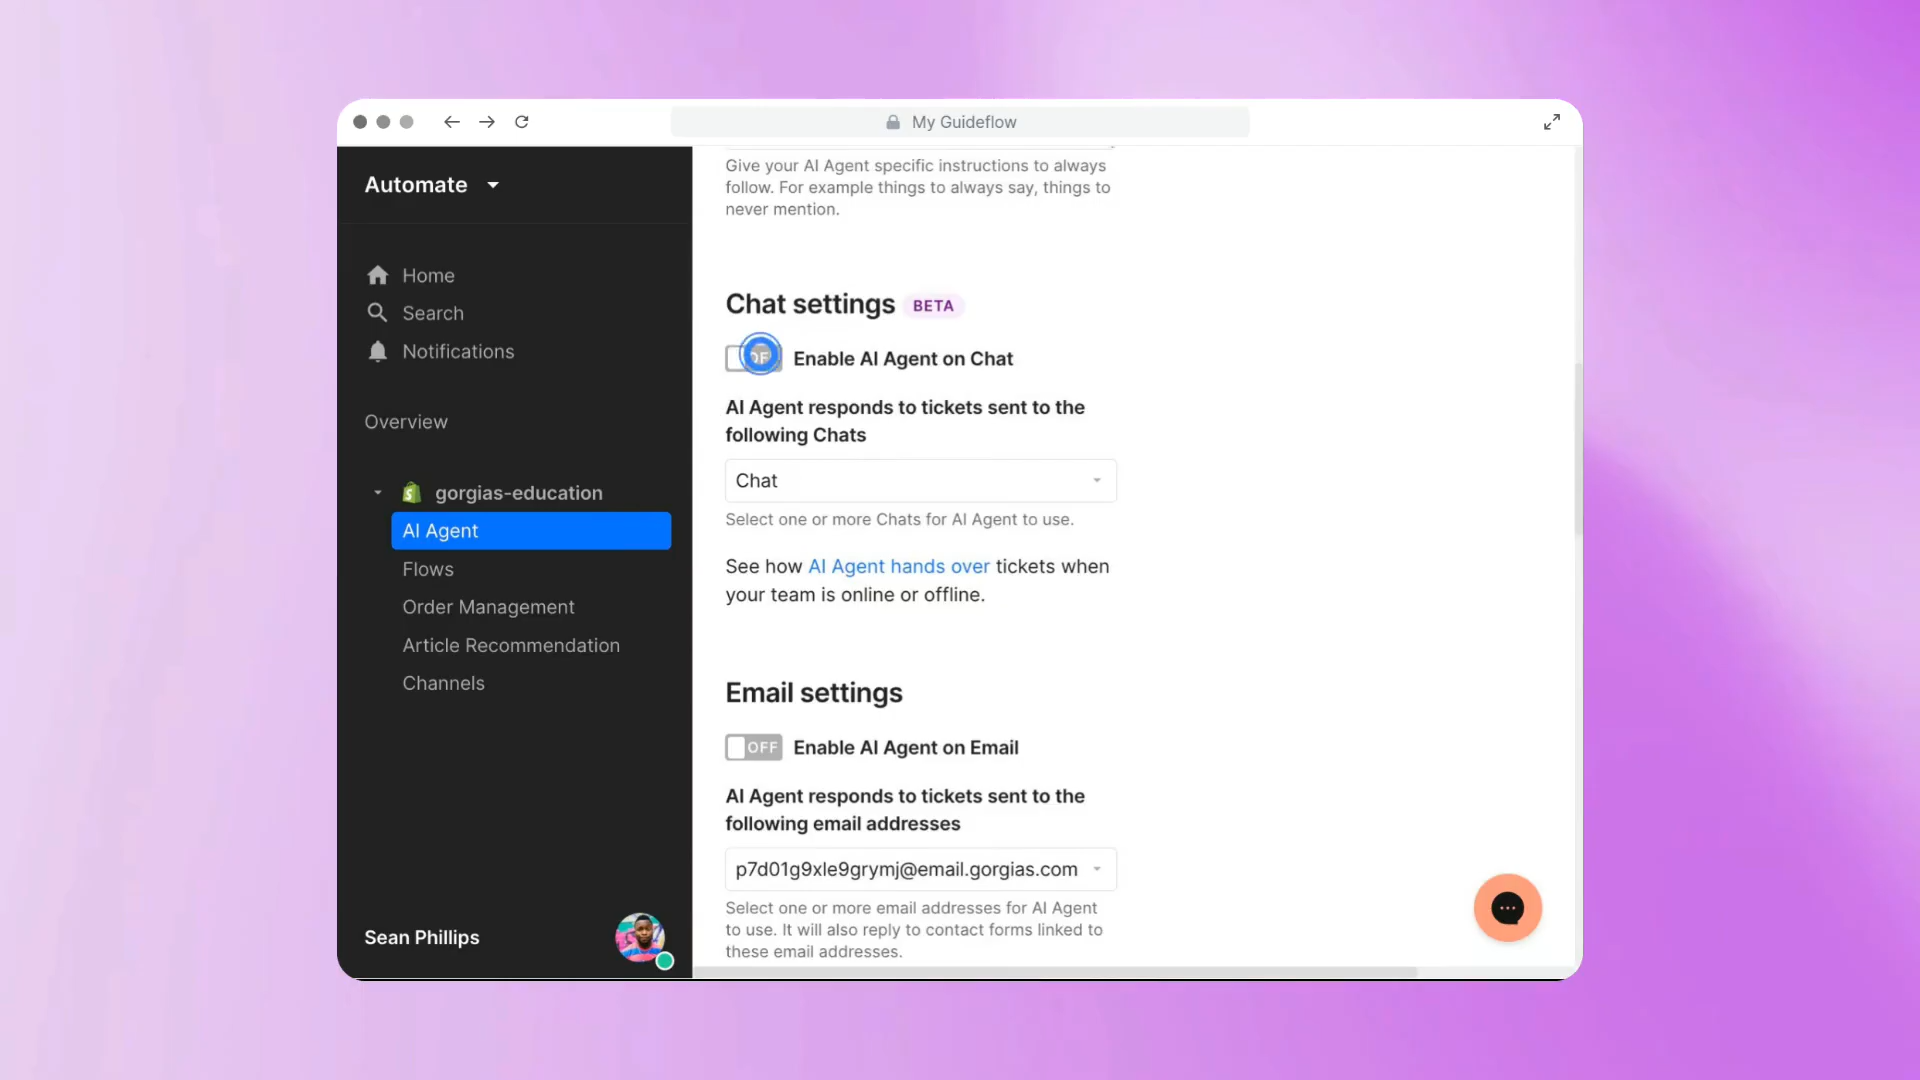 My Guideflow
Automate
Home
Search
Notifications
Overview
gorgias-education
AI Agent
Flows
Order Management
Article Recommendation
Channels
Sean Phillips
Give your AI Agent specific instructions to always
follow. For example things to always say, things to
never mention.
Chat settings BETA
Enable AI Agent on Chat
AI Agent responds to tickets sent to the
following Chats
Chat
Select one or more Chats for AI Agent to use.
See how AI Agent hands over tickets when
your team is online or offline.
Email settings
OFF Enable AI Agent on Email
AI Agent responds to tickets sent to the
following email addresses
p7d01g9xle9grymj@email.gorgias.com
Select one or more email addresses for AI Agent
to use. It will also reply to contact forms linked to
these email addresses.